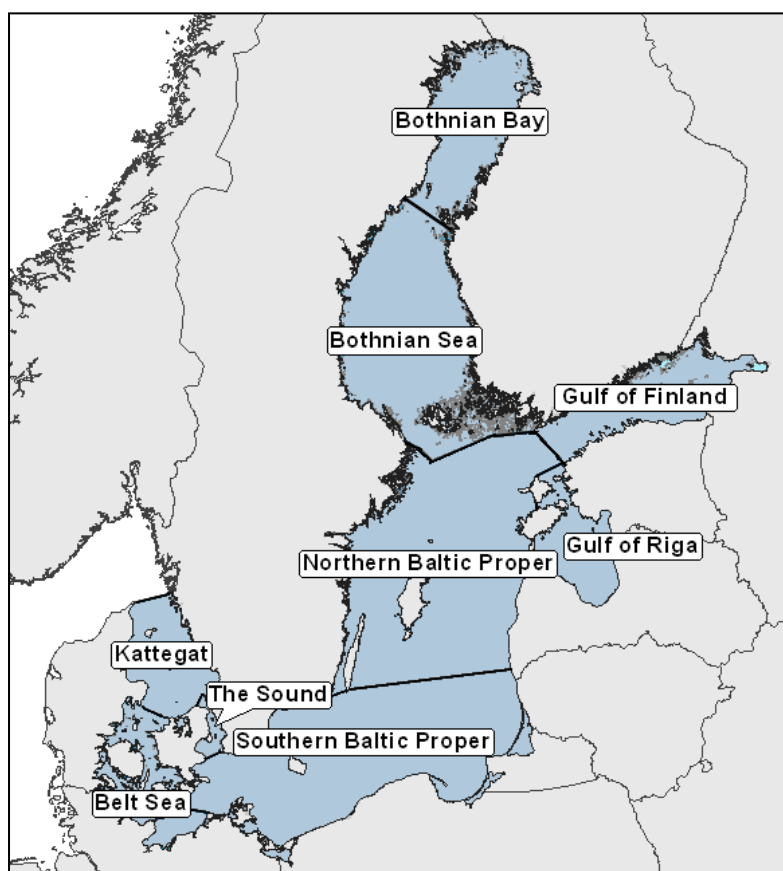 Bothnian Bay
Bothnian Sea
Gulf of Finland
Northern Baltic Proper
Gulf of Riga
Kattegat
The Sound
Southern Baltic Proper
Belt Sea